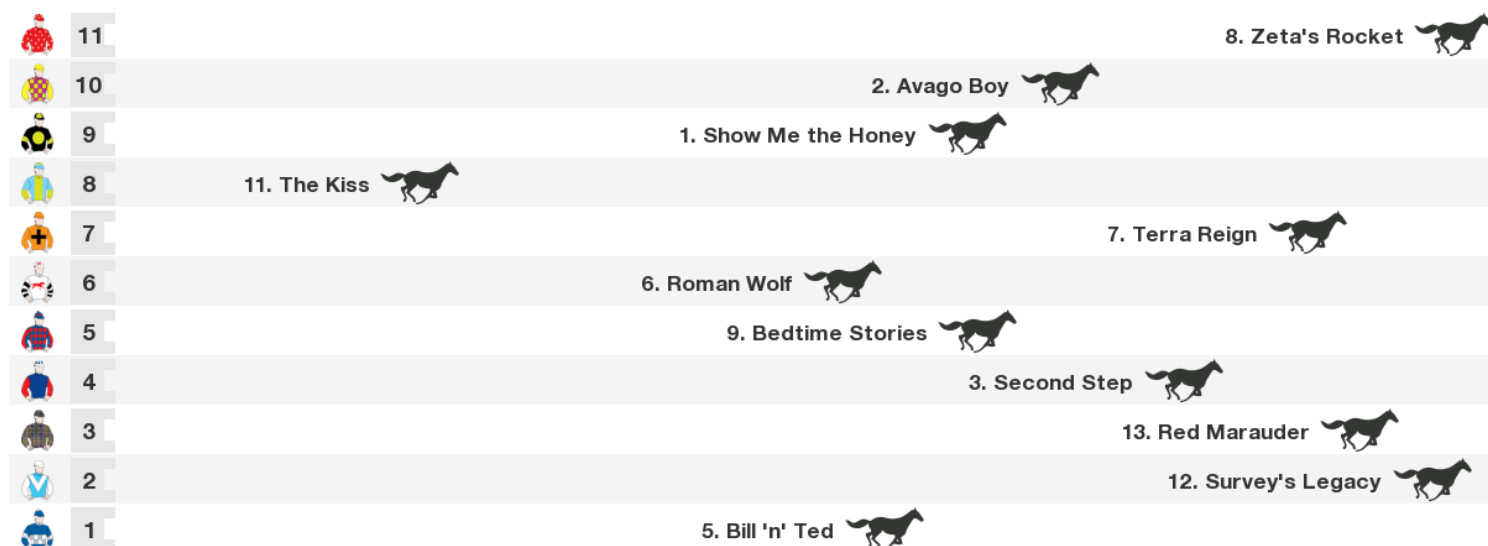 11 8. Zeta's Rocket
10 2. Avago Boy
9 1. Show Me the Honey
8 11. The Kiss
7 7. Terra Reign
6 6. Roman Wolf
5 9. Bedtime Stories
4 3. Second Step
3 13. Red Marauder
2 12. Survey's Legacy
1 5. Bill 'n' Ted